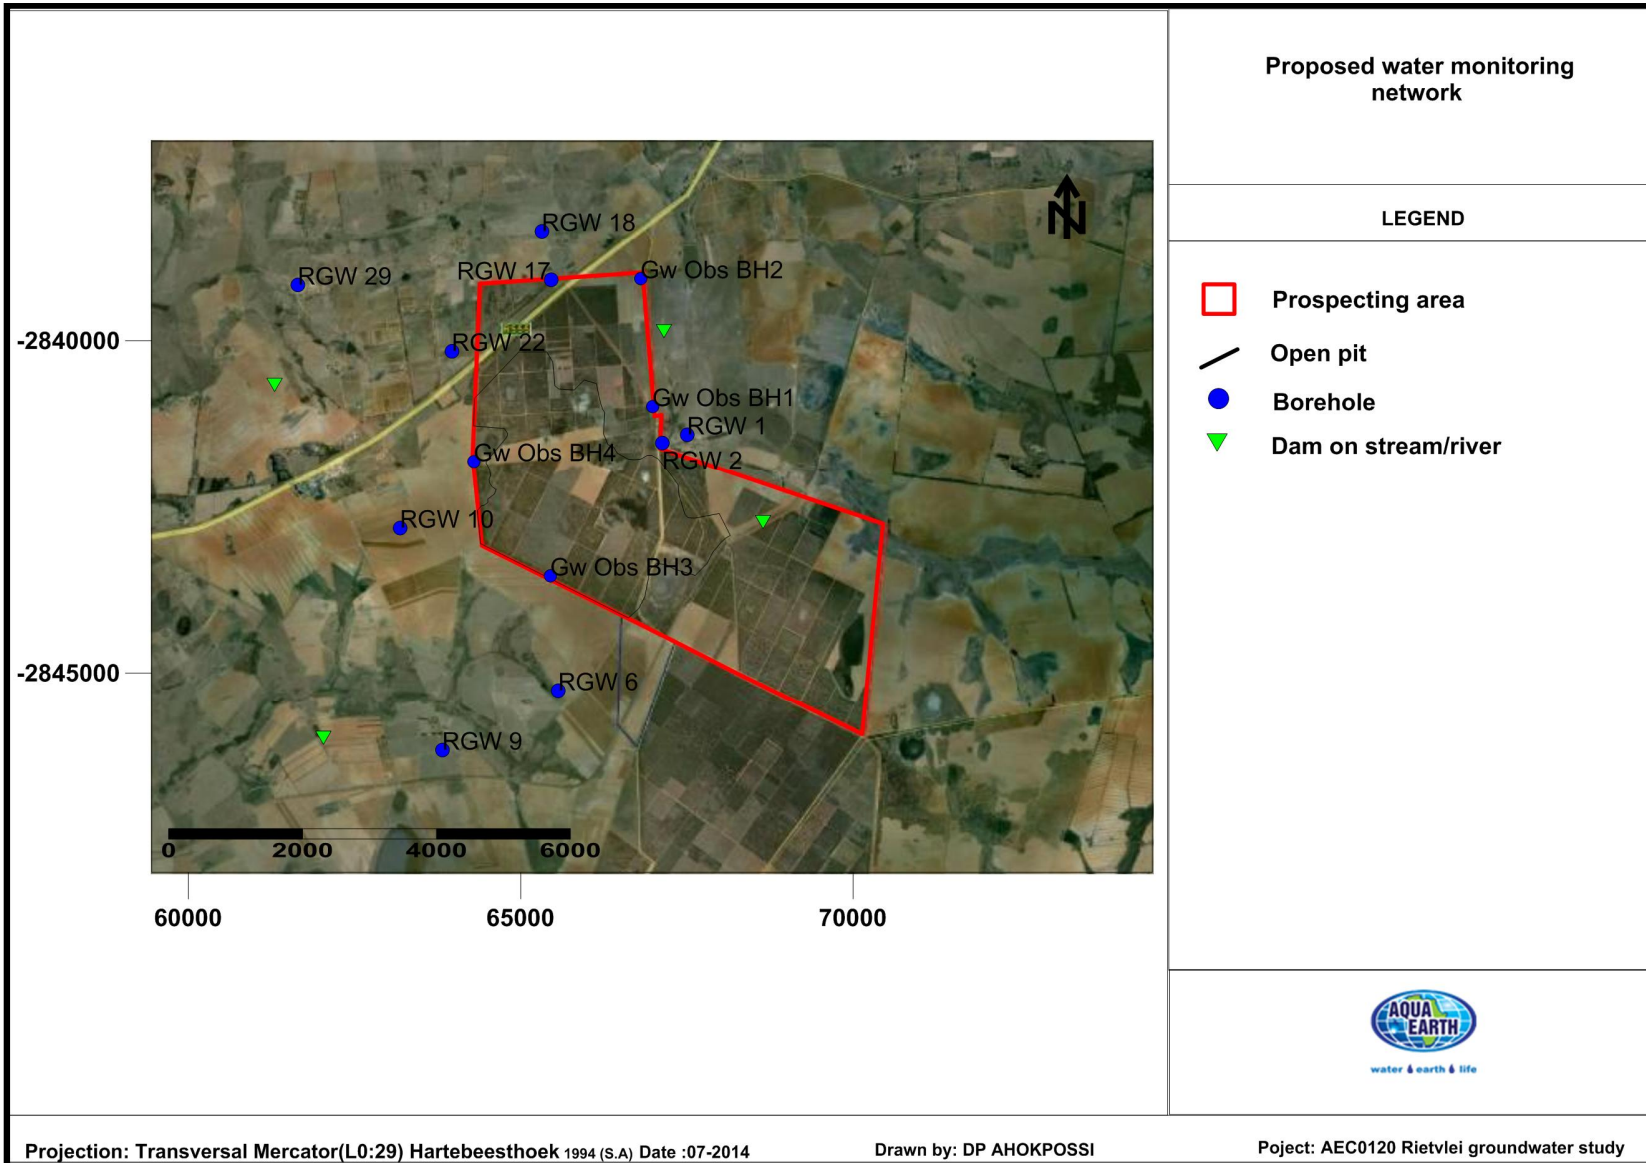 Proposed water monitoring
network
LEGEND
Prospecting area
Open pit
Borehole
Dam on stream/river
RGW 18
RGW 29
RGW 17
Gw Obs BH2
RGW 22
Gw Obs BH1
RGW 1
RGW 2
Gw Obs BH4
RGW 10
Gw Obs BH3
RGW 6
RGW 9
N
-2840000
-2845000
0 2000 4000 6000
60000 65000 70000
AQUA
EARTH
water earth life
Projection: Transversal Mercator(L0:29) Hartebeesthoek 1994 (S.A) Date :07-2014 Drawn by: DP AHOKPOSSI Poject: AEC0120 Rietvlei groundwater study